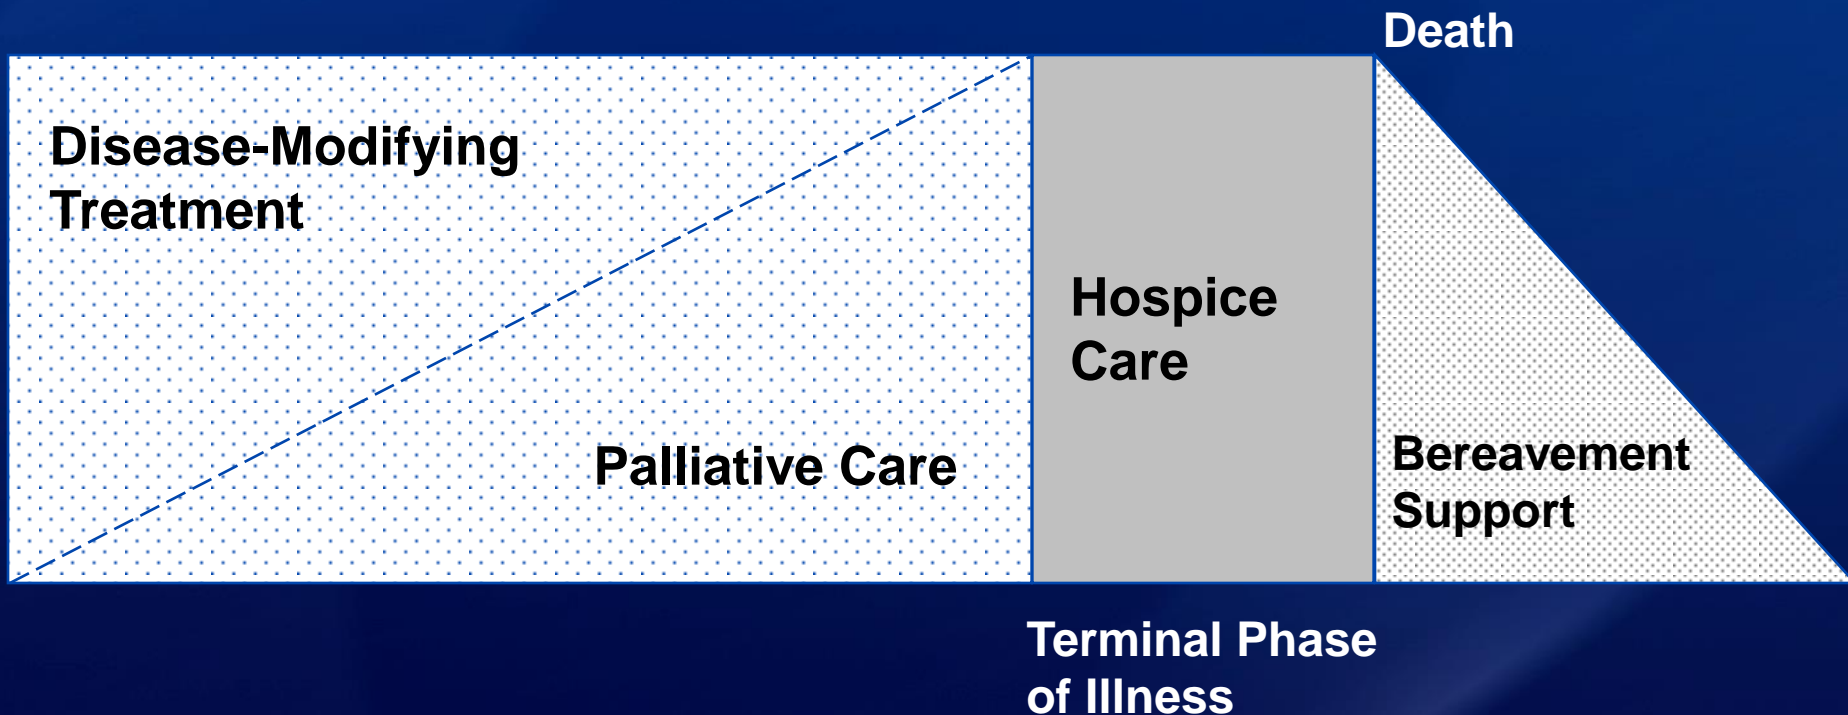 Death
Disease-Modifying
Treatment
Hospice
Care
Palliative Care
Bereavement
Support
Terminal Phase
of Illness